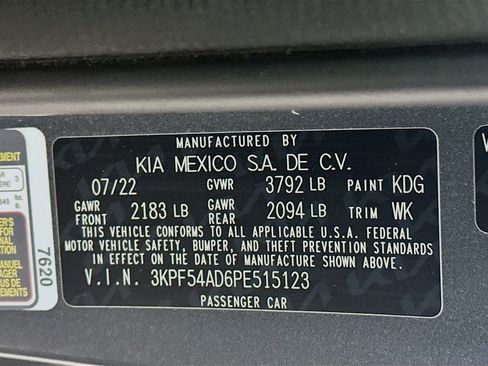 MANUFACTURED BY
KIA MEXICO S.A. DE C.V.
07/22 GVWR 3792 LB PAINT KDG
GAWR FRONT 2183 LB GAWR REAR 2094 LB TRIM WK
THIS VEHICLE CONFORMS TO ALL APPLICABLE U.S.A. FEDERAL
MOTOR VEHICLE SAFETY, BUMPER, AND THEFT PREVENTION STANDARDS
IN EFFECT ON THE DATE OF MANUFACTURE SHOWN ABOVE.
V.I.N. 3KPF54AD6PE515123
PASSENGER CAR
7620
3
lbs.